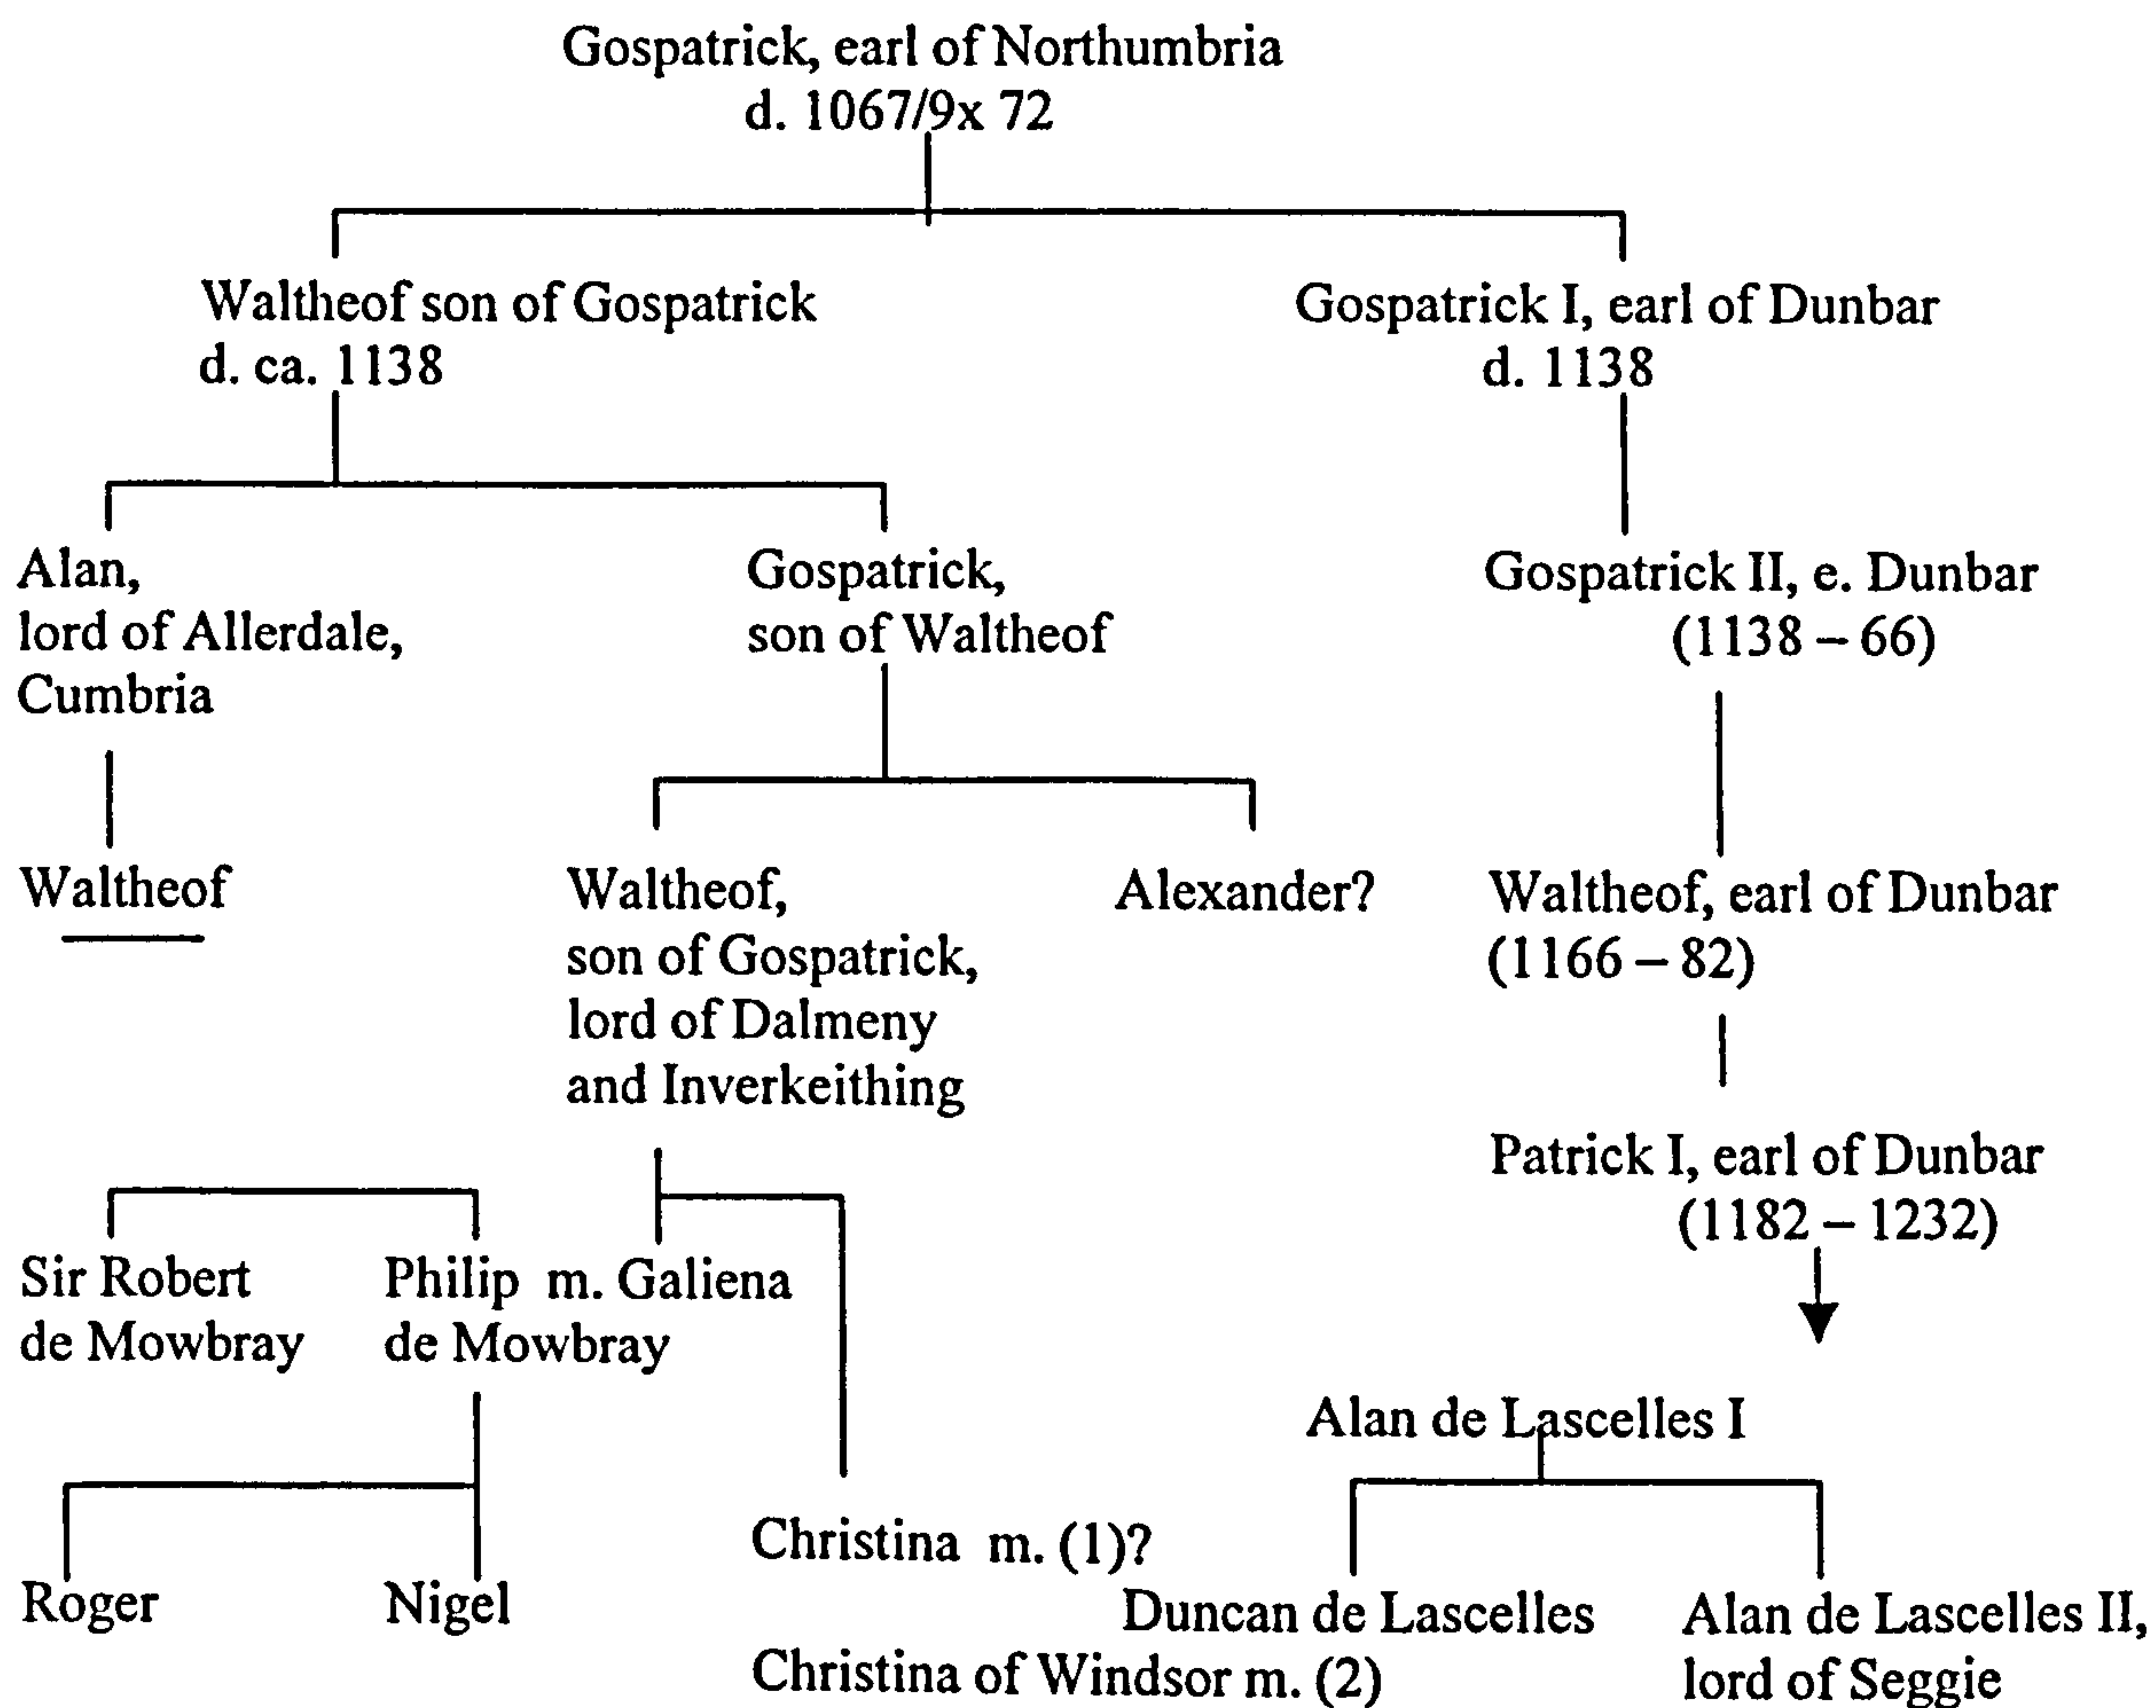 Gospatrick, earl of Northumbria
d. 1067/9x 72
Waltheof son of Gospatrick
d. ca. 1138
Gospatrick I, earl of Dunbar
d. 1138
Alan,
lord of Allerdale,
Cumbria
Gospatrick,
son of Waltheof
Gospatrick II, e. Dunbar
(1138 – 66)
Waltheof
Waltheof,
son of Gospatrick,
lord of Dalmeny
and Inverkeithing
Alexander?
Waltheof, earl of Dunbar
(1166 – 82)
Patrick I, earl of Dunbar
(1182 – 1232)
Sir Robert
de Mowbray
Philip m. Galiena
de Mowbray
Alan de Lascelles I
Roger
Nigel
Christina m. (1)?
Duncan de Lascelles
Christina of Windsor m. (2)
Alan de Lascelles II,
lord of Seggie